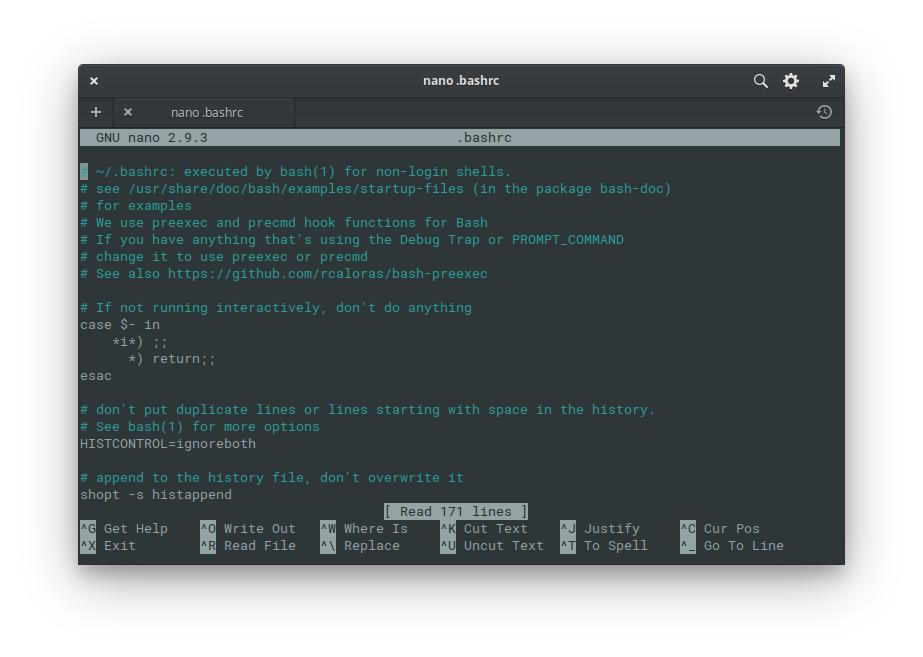 nano .bashrc
nano .bashrc
GNU nano 2.9.3 .bashrc
# ~/.bashrc: executed by bash(1) for non-login shells.
# see /usr/share/doc/bash/examples/startup-files (in the package bash-doc)
# for examples
# We use preexec and precmd hook functions for Bash
# If you have anything that's using the Debug Trap or PROMPT_COMMAND
# change it to use preexec or precmd
# See also https://github.com/rcaloras/bash-preexec
# If not running interactively, don't do anything
case $- in
    *i*) ;;
      *) return;;
esac
# don't put duplicate lines or lines starting with space in the history.
# See bash(1) for more options
HISTCONTROL=ignoreboth
# append to the history file, don't overwrite it
shopt -s histappend
[ Read 171 lines ]
^G Get Help ^O Write Out ^W Where Is ^K Cut Text ^J Justify ^C Cur Pos
^X Exit ^R Read File ^\ Replace ^U Uncut Text ^T To Spell ^_ Go To Line